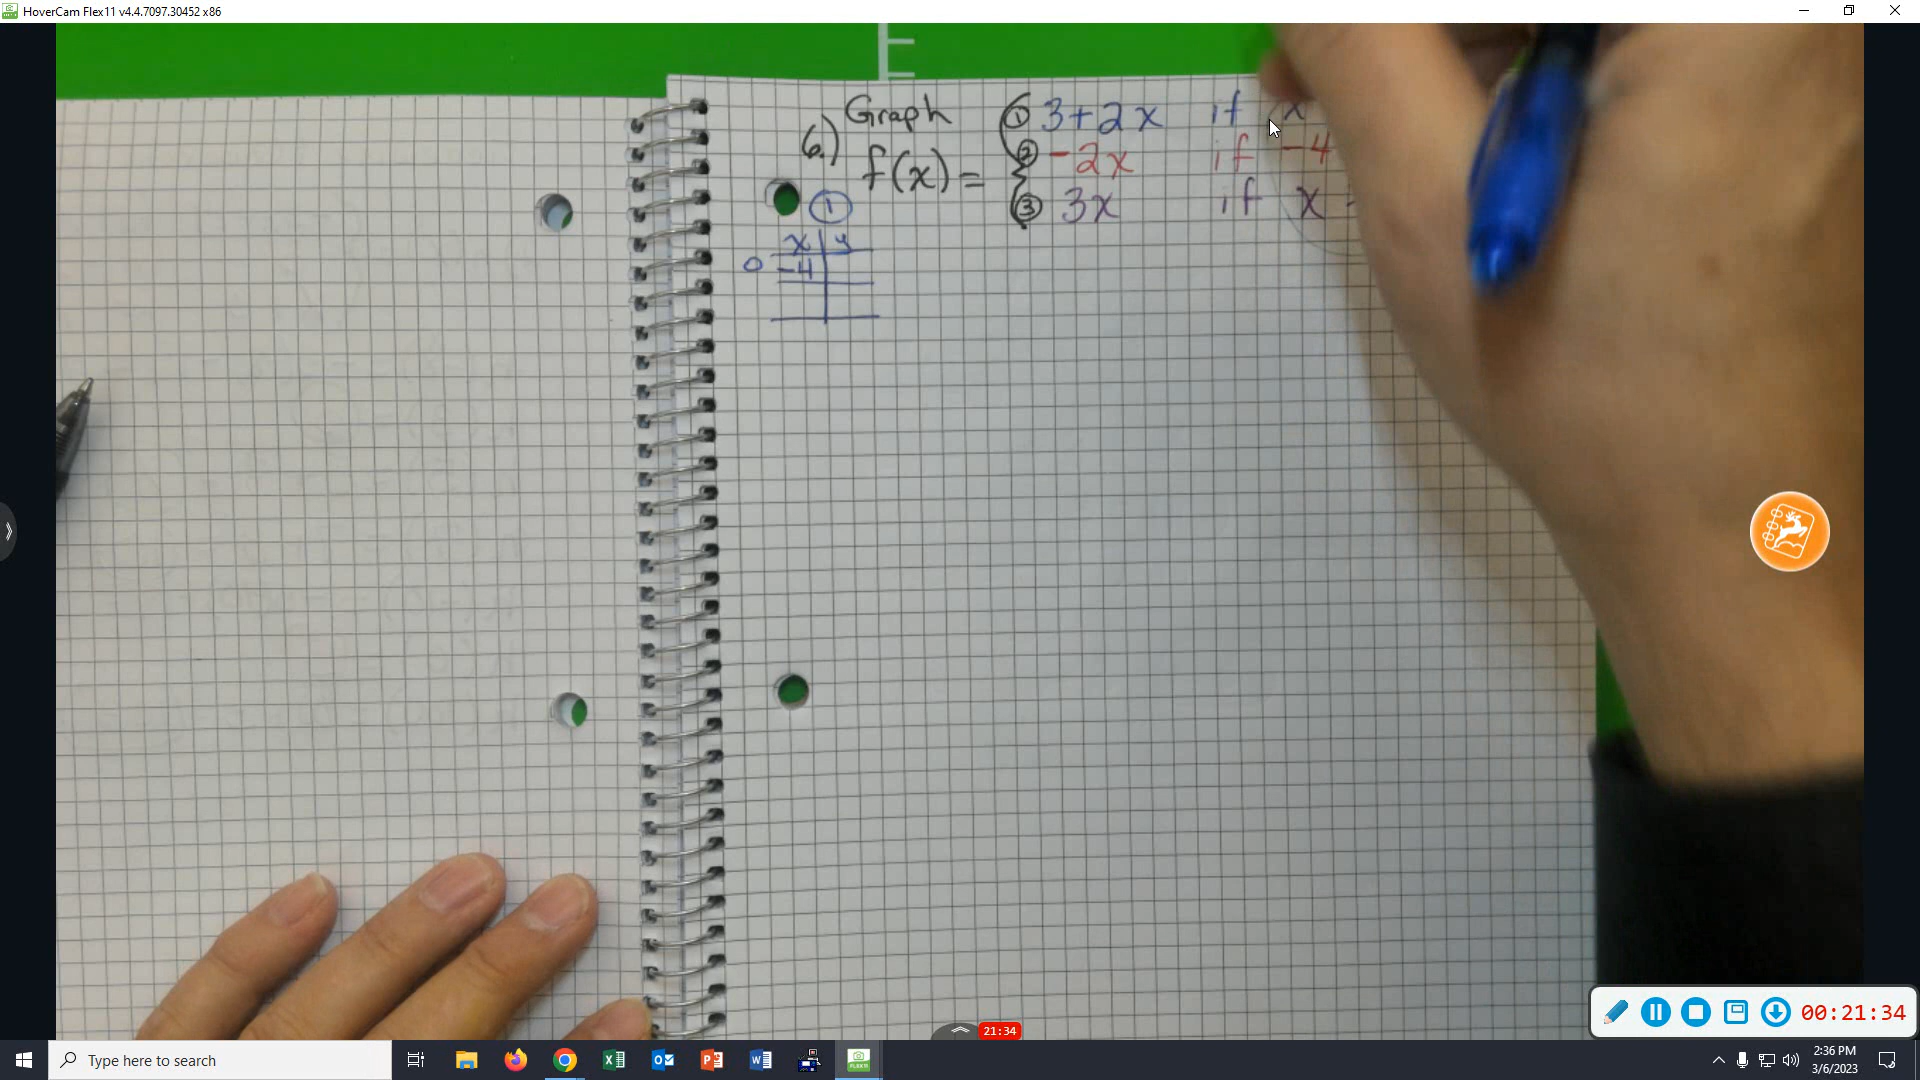 HoverCam Flex11 v4.4.7097.30452 x86
Graph
6.) f(x) =
① 3+2x if x
② -2x if -4
③ 3x if x
①
x y
0 -4
21:34
00:21:34
Type here to search
2:36 PM
3/6/2023